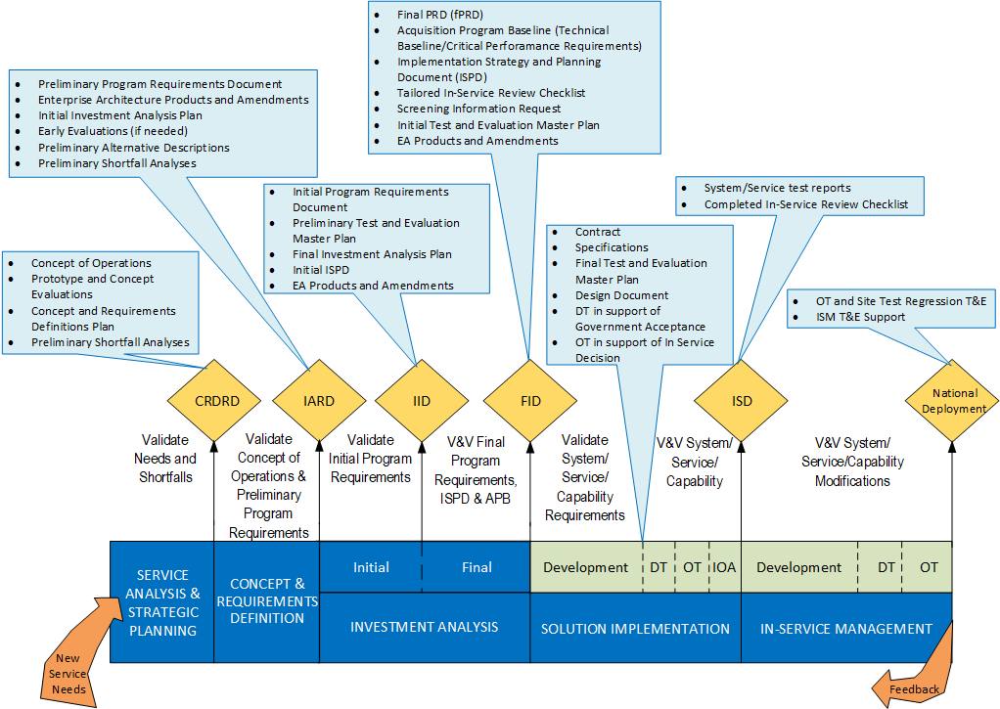 • Final PRD (fPRD)
• Acquisition Program Baseline (Technical
Baseline/Critical Perforamance Requirements)
• Implementation Strategy and Planning
Document (ISPD)
• Tailored In-Service Review Checklist
• Screening Information Request
• Initial Test and Evaluation Master Plan
• EA Products and Amendments
• Preliminary Program Requirements Document
• Enterprise Architecture Products and Amendments
• Initial Investment Analysis Plan
• Early Evaluations (if needed)
• Preliminary Alternative Descriptions
• Preliminary Shortfall Analyses
• Initial Program Requirements
Document
• Preliminary Test and Evaluation
Master Plan
• Final Investment Analysis Plan
• Initial ISPD
• EA Products and Amendments
• System/Service test reports
• Completed In-Service Review Checklist
• Contract
• Specifications
• Final Test and Evaluation
Master Plan
• Design Document
• DT in support of
Government Acceptance
• OT in support of In Service
Decision
• Concept of Operations
• Prototype and Concept
Evaluations
• Concept and Requirements
Definitions Plan
• Preliminary Shortfall Analyses
• OT and Site Test Regression T&E
• ISM T&E Support
CRDRD
IARD
IID
FID
ISD
National
Deployment
Validate
Needs and
Shortfalls
Validate
Concept of
Operations &
Preliminary
Program
Requirements
Validate
Initial Program
Requirements
V&V Final
Program
Requirements,
ISPD & APB
Validate
System/
Service/
Capability
Requirements
V&V System/
Service/
Capability
V&V System/
Service/Capability
Modifications
SERVICE
ANALYSIS &
STRATEGIC
PLANNING
CONCEPT &
REQUIREMENTS
DEFINITION
Initial
Final
INVESTMENT ANALYSIS
Development
DT
OT
IOA
SOLUTION IMPLEMENTATION
Development
DT
OT
IN-SERVICE MANAGEMENT
New
Service
Needs
Feedback